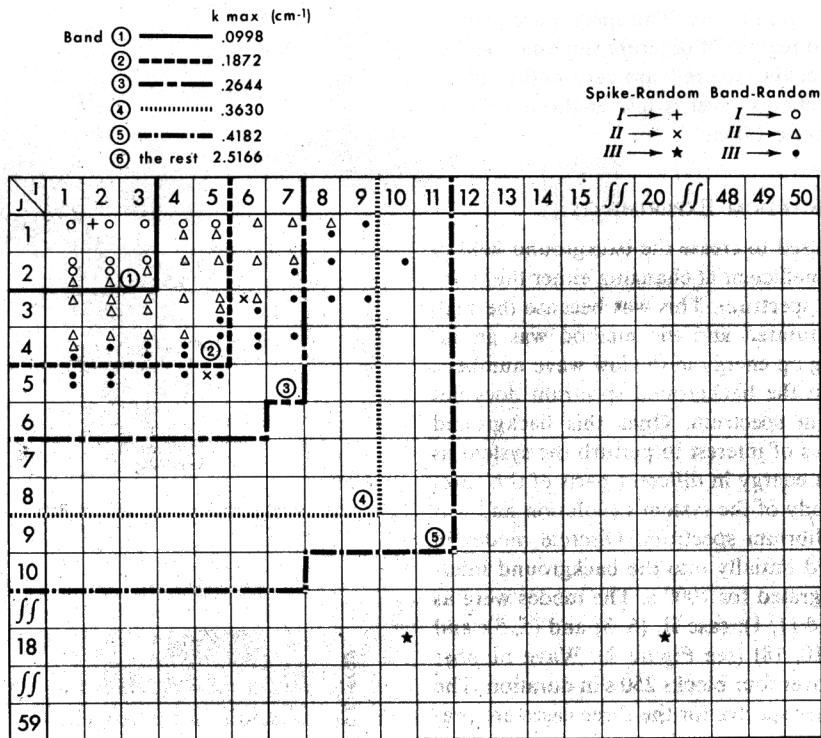 k max (cm-1)
Band ① .0998
② .1872
③ .2644
④ .3630
⑤ .4182
⑥ the rest 2.5166
Spike-Random Band-Random
I → + I → o
II → × II → △
III → ★ III → •
J I 1 2 3 4 5 6 7 8 9 10 11 12 13 14 15 ∫∫ 20 ∫∫ 48 49 50
1
2 ①
3
4 ②
5 ③
6
7
8 ④
9 ⑤
10
∫∫
18
∫∫
59